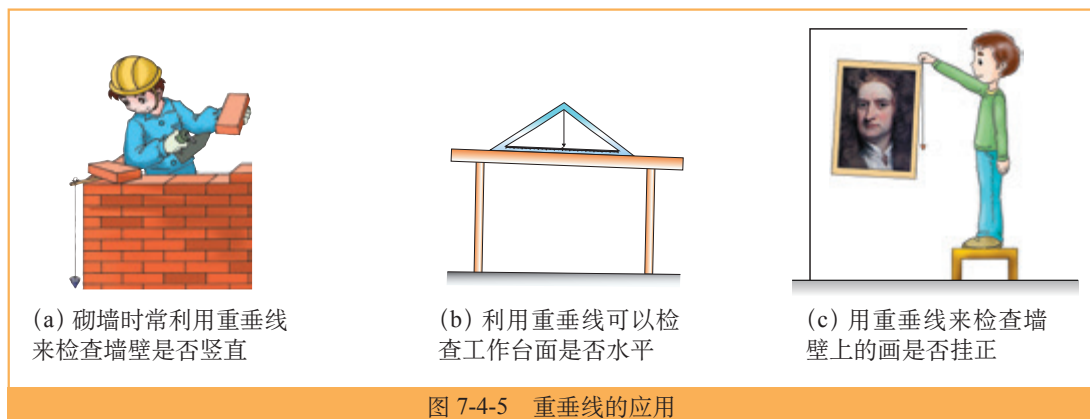 (a) 砌墙时常利用重垂线
来检查墙壁是否竖直
(b) 利用重垂线可以检
查工作台面是否水平
(c) 用重垂线来检查墙
壁上的画是否挂正
图 7-4-5 重垂线的应用